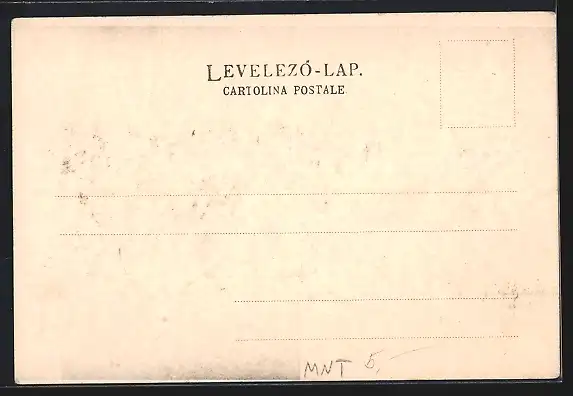 LEVELEZŐ-LAP.
CARTOLINA POSTALE
MNT 5,-